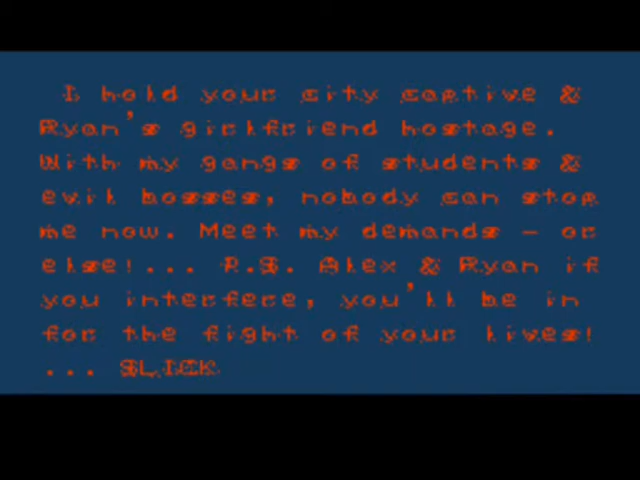 I hold your city captive &
Ryan's girlfriend hostage.
With my gangs of students &
evil bosses, nobody can stop
me now. Meet my demands - or
else!... P.S. Alex & Ryan if
you interfere, you'll be in
for the fight of your lives!
... SLICK